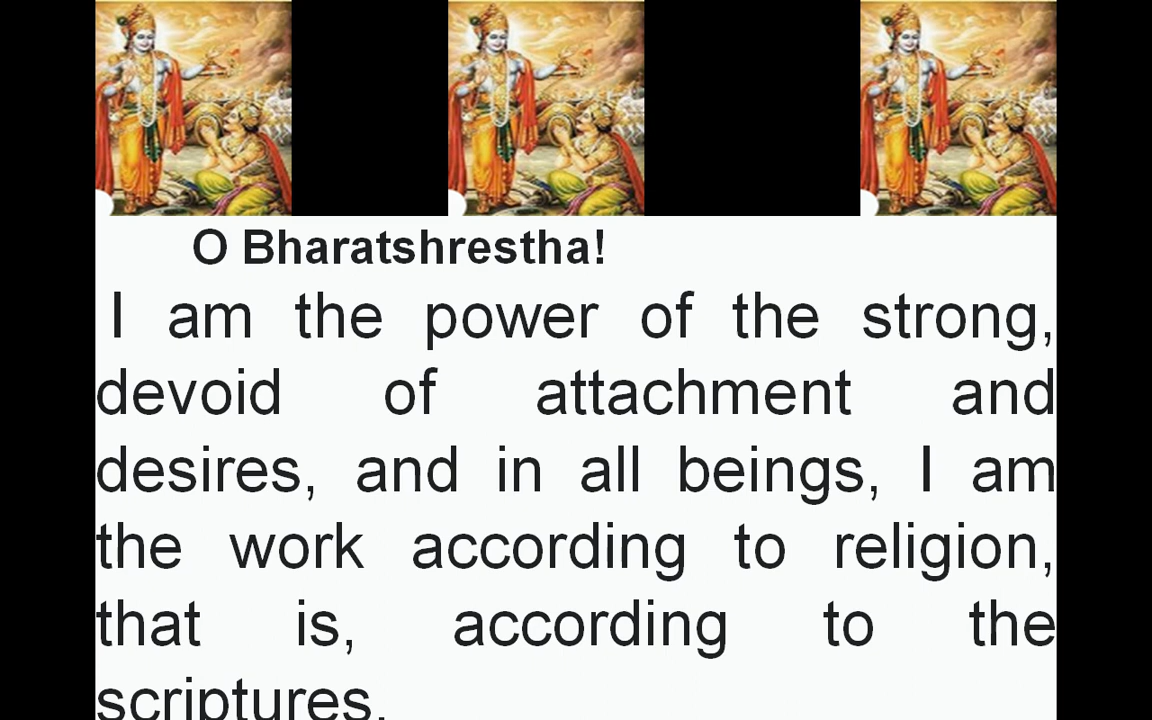 O Bharatshrestha!
I am the power of the strong,
devoid of attachment and
desires, and in all beings, I am
the work according to religion,
that is, according to the
scriptures.